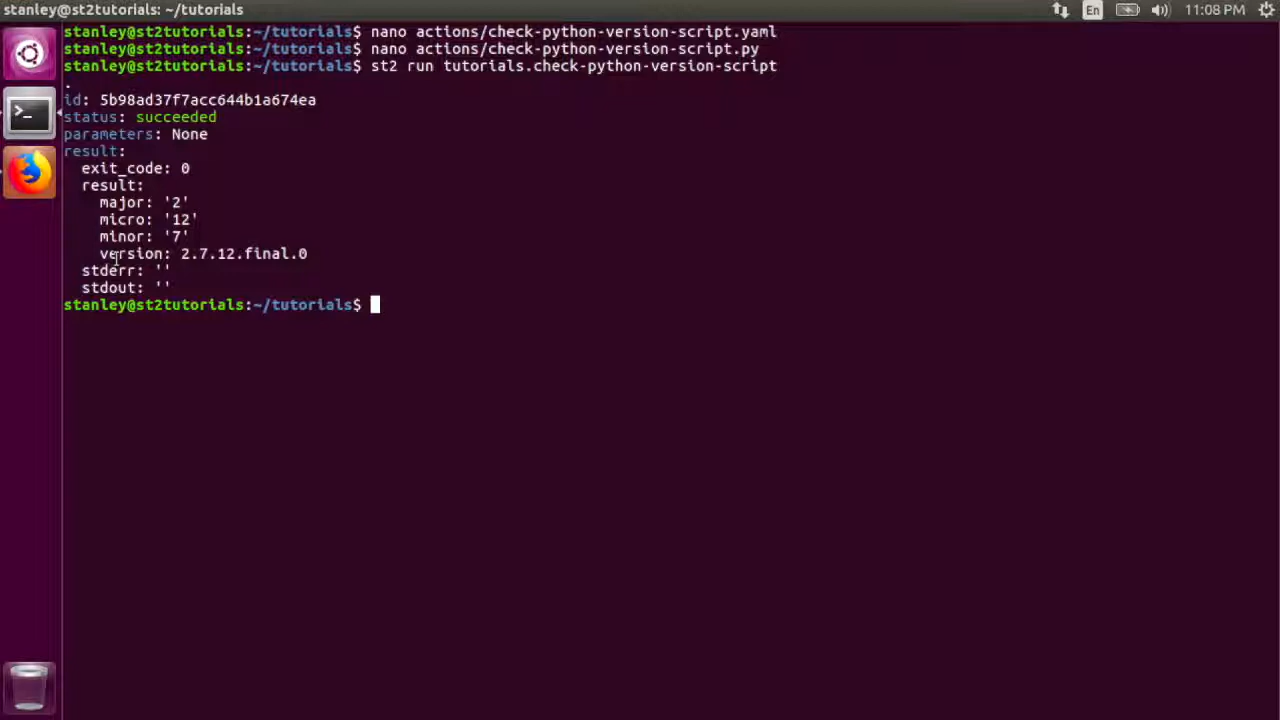 stanley@st2tutorials: ~/tutorials
En
11:08 PM
stanley@st2tutorials:~/tutorials$ nano actions/check-python-version-script.yaml
stanley@st2tutorials:~/tutorials$ nano actions/check-python-version-script.py
stanley@st2tutorials:~/tutorials$ st2 run tutorials.check-python-version-script
.
id: 5b98ad37f7acc644b1a674ea
status: succeeded
parameters: None
result:
  exit_code: 0
  result:
    major: '2'
    micro: '12'
    minor: '7'
    version: 2.7.12.final.0
  stderr: ''
  stdout: ''
stanley@st2tutorials:~/tutorials$